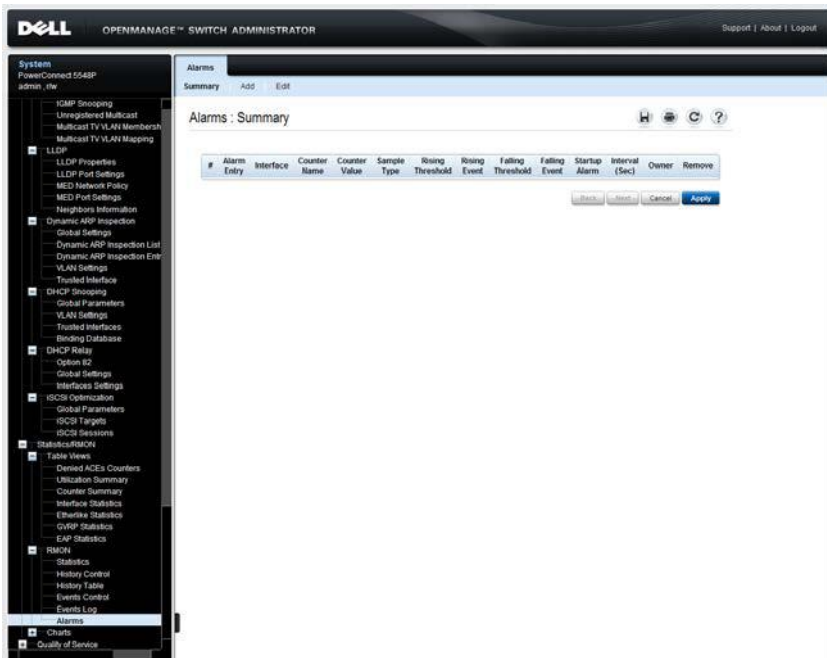 DELL
OPENMANAGE™ SWITCH ADMINISTRATOR
Support | About | Logout
System
PowerConnect 5548P
admin , r/w
IGMP Snooping
Unregistered Multicast
Multicast TV VLAN Membersh
Multicast TV VLAN Mapping
LLDP
LLDP Properties
LLDP Port Settings
MED Network Policy
MED Port Settings
Neighbors Information
Dynamic ARP Inspection
Global Settings
Dynamic ARP Inspection List
Dynamic ARP Inspection Entr
VLAN Settings
Trusted Interface
DHCP Snooping
Global Parameters
VLAN Settings
Trusted Interfaces
Binding Database
DHCP Relay
Option 82
Global Settings
Interfaces Settings
iSCSI Optimization
Global Parameters
iSCSI Targets
iSCSI Sessions
Statistics/RMON
Table Views
Denied ACEs Counters
Utilization Summary
Counter Summary
Interface Statistics
Etherlike Statistics
GVRP Statistics
EAP Statistics
RMON
Statistics
History Control
History Table
Events Control
Events Log
Alarms
Charts
Quality of Service
Alarms
Summary Add Edit
Alarms : Summary
# Alarm Entry Interface Counter Name Counter Value Sample Type Rising Threshold Rising Event Falling Threshold Falling Event Startup Alarm Interval (Sec) Owner Remove
Back Next Cancel Apply